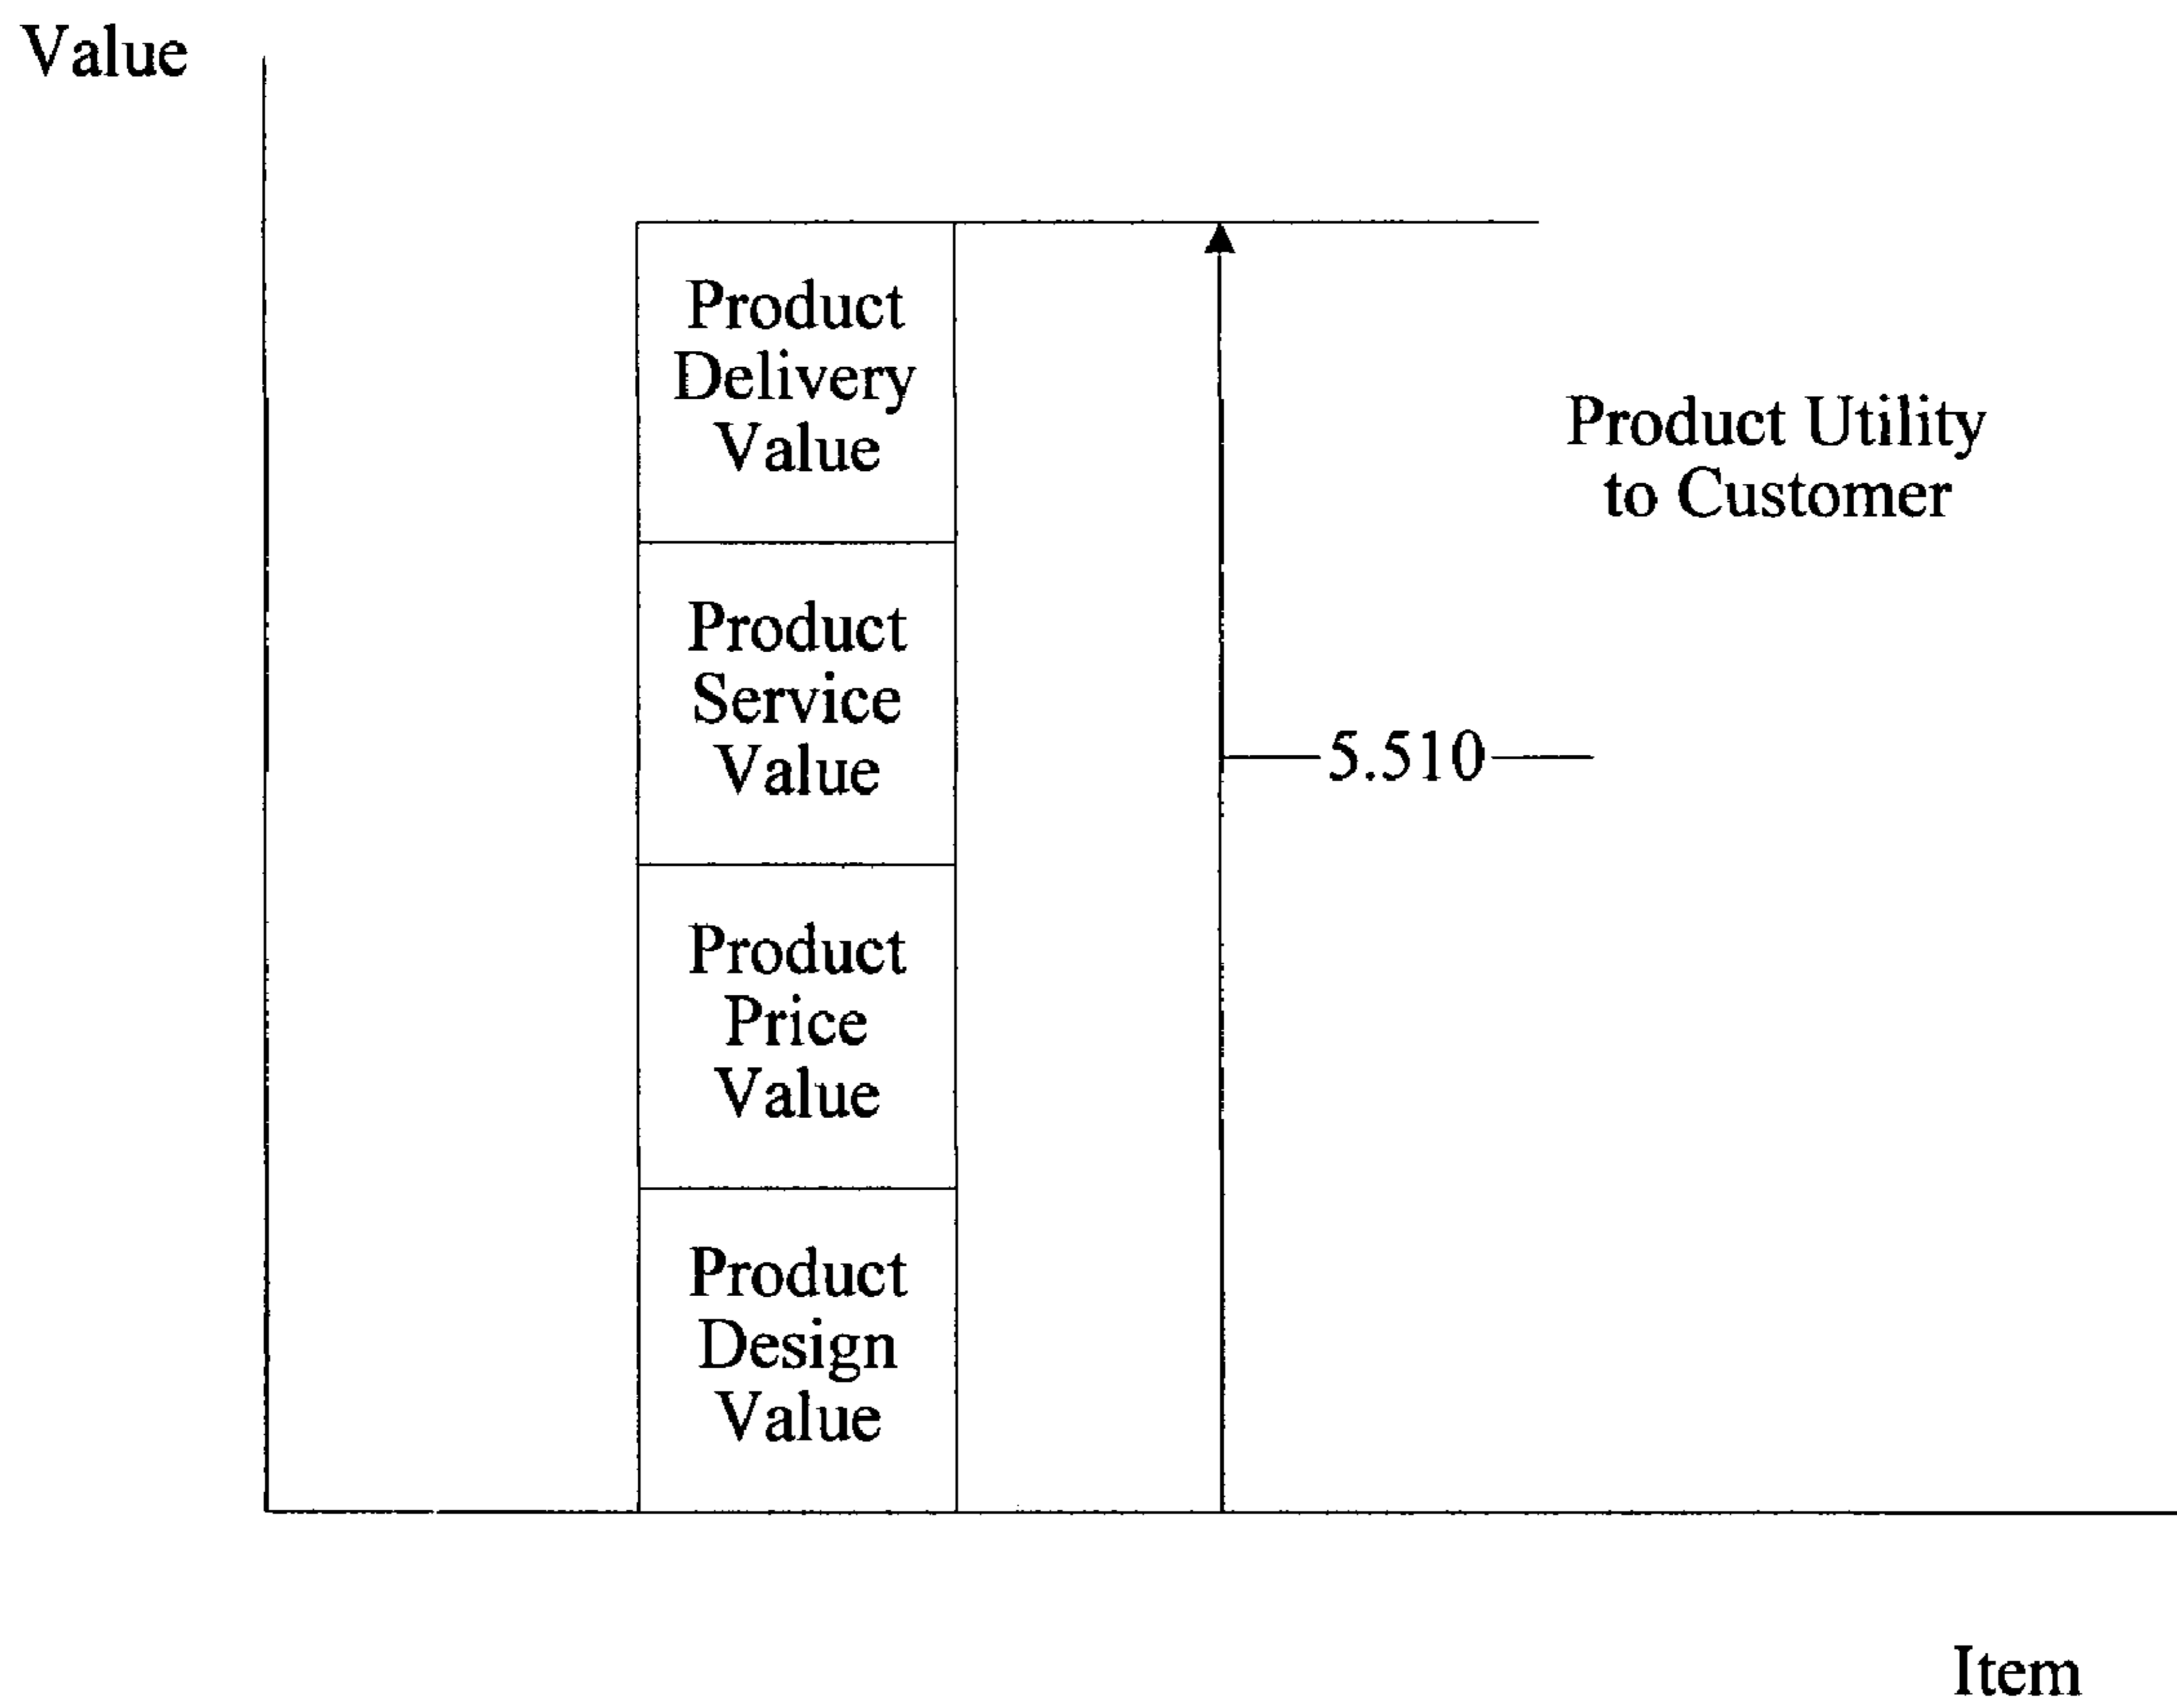 Value
Product
Delivery
Value
Product Utility
to Customer
Product
Service
Value
5.510
Product
Price
Value
Product
Design
Value
Item